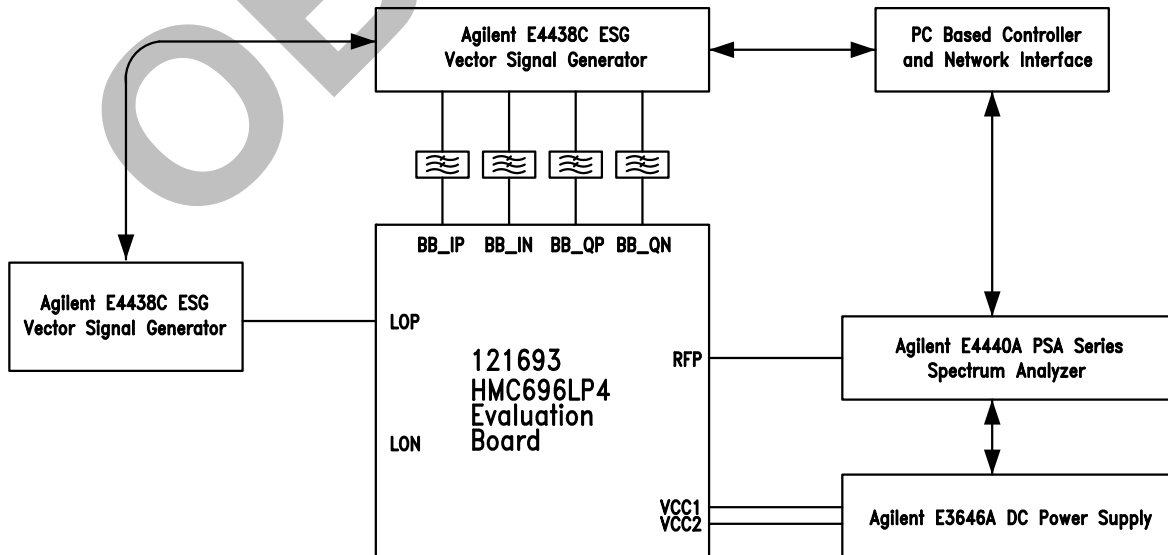 Agilent E4438C ESG
Vector Signal Generator
PC Based Controller
and Network Interface
BB_IP BB_IN BB_QP BB_QN
Agilent E4438C ESG
Vector Signal Generator
LOP
LON
121693
HMC696LP4
Evaluation
Board
RFP
Agilent E4440A PSA Series
Spectrum Analyzer
VCC1
VCC2
Agilent E3646A DC Power Supply